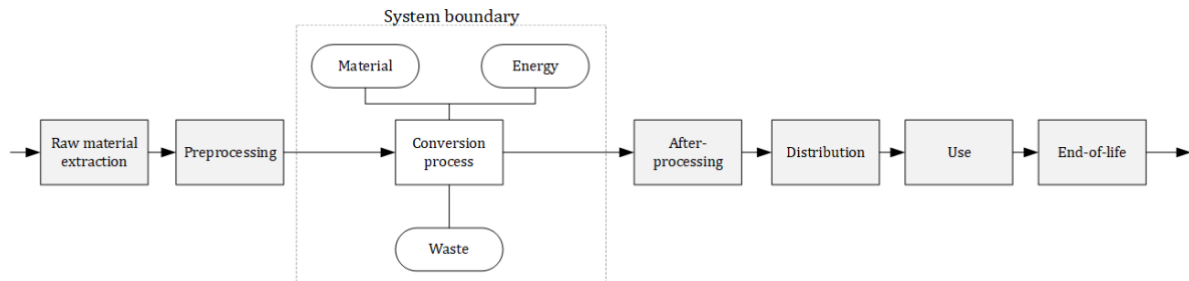 System boundary
Material
Energy
Raw material
extraction
Preprocessing
Conversion
process
After-
processing
Distribution
Use
End-of-life
Waste